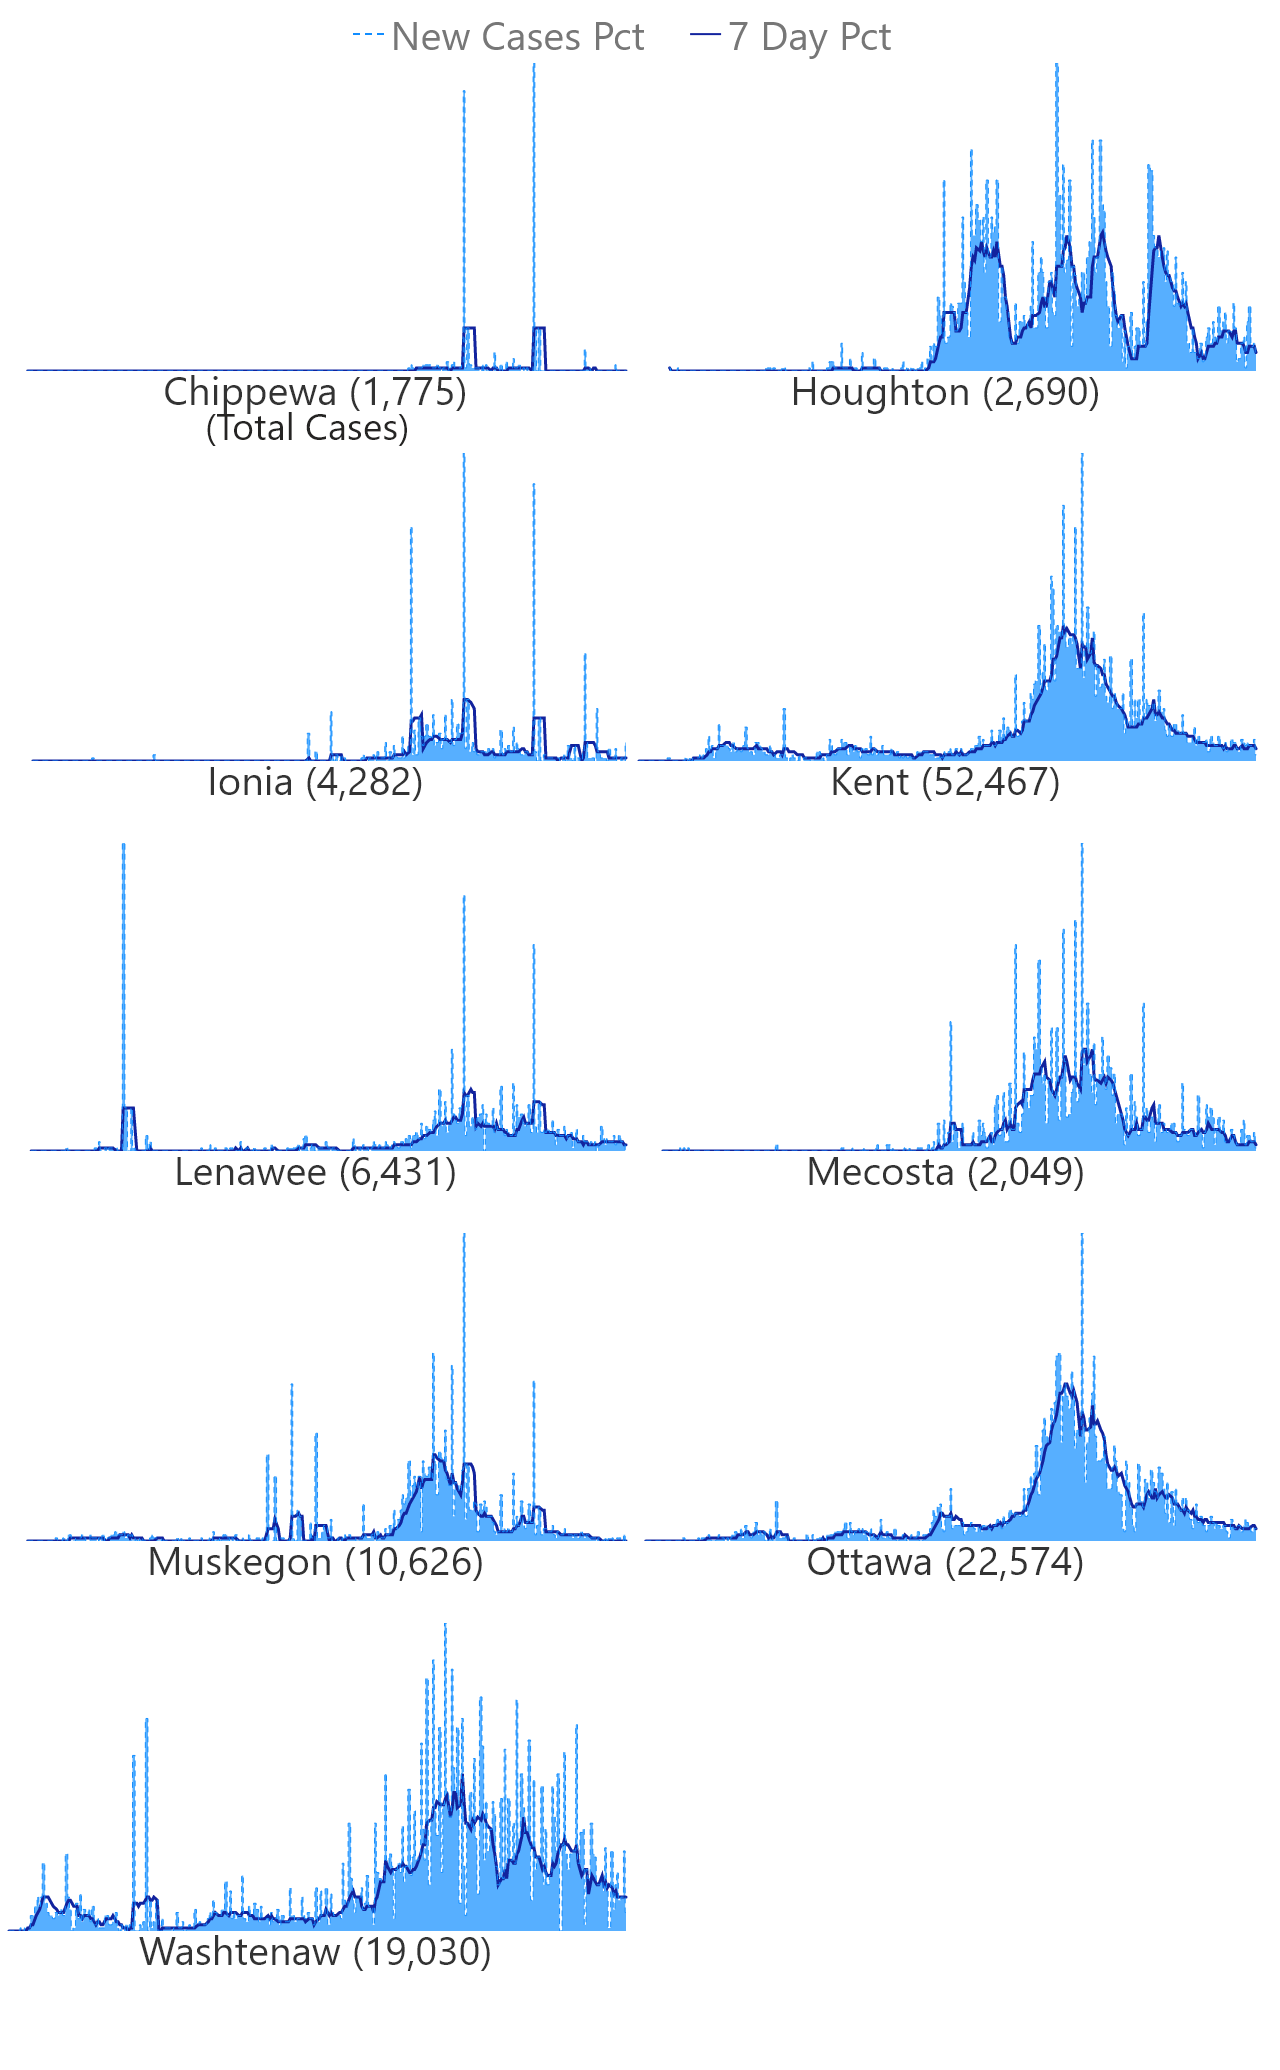 New Cases Pct 7 Day Pct
Chippewa (1,775) Houghton (2,690)
(Total Cases)
Ionia (4,282) Kent (52,467)
Lenawee (6,431) Mecosta (2,049)
Muskegon (10,626) Ottawa (22,574)
Washtenaw (19,030)